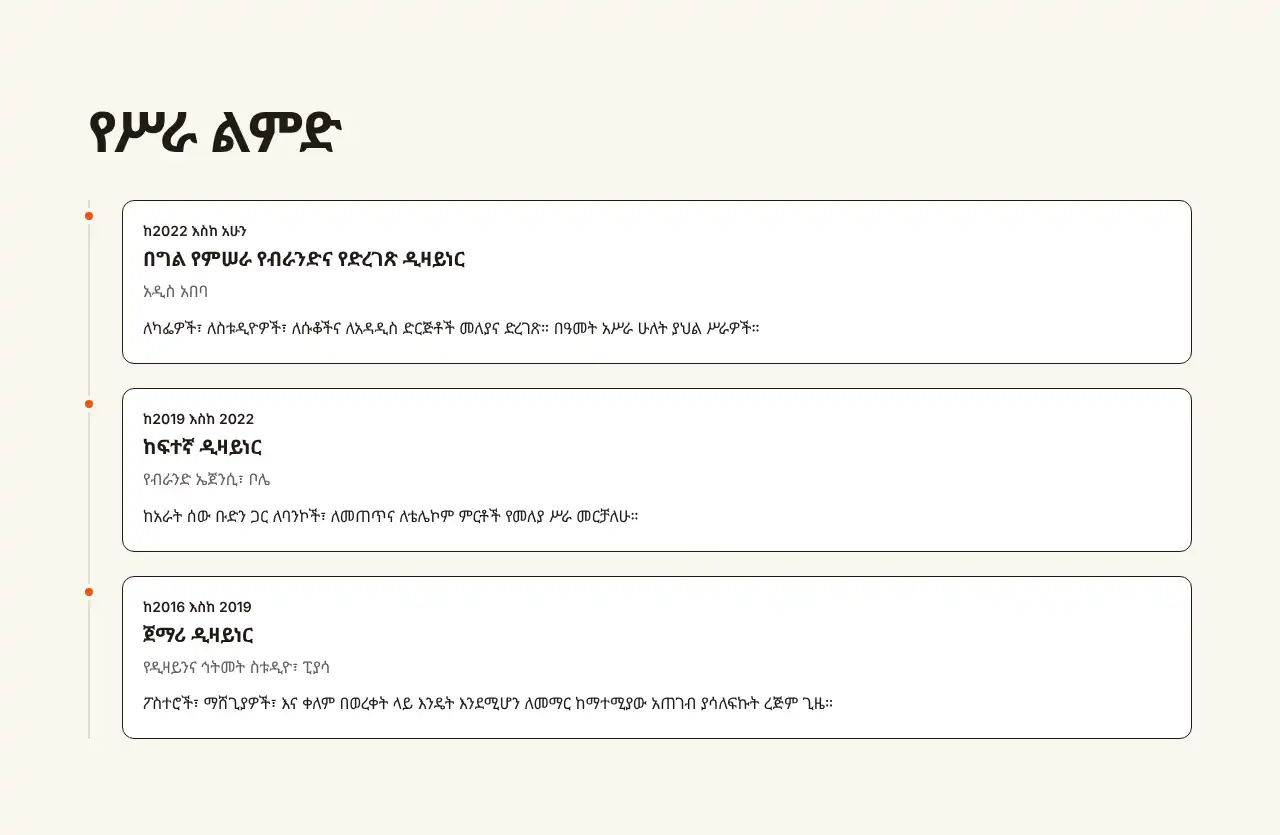 የሥራ ልምድ
ከ2022 እስከ አሁን
በግል የምሠራ የብራንድና የድረገጽ ዲዛይነር
አዲስ አበባ
ለካፌዎች፣ ለስቱዲዮዎች፣ ለሱቆችና ለአዳዲስ ድርጅቶች መለያና ድረገጽ። በዓመት አሥራ ሁለት ያህል ሥራዎች።
ከ2019 እስከ 2022
ከፍተኛ ዲዛይነር
የብራንድ ኤጀንሲ፣ ቦሌ
ከአራት ሰው ቡድን ጋር ለባንኮች፣ ለመጠጥና ለቴሌኮም ምርቶች የመለያ ሥራ መርቻለሁ።
ከ2016 እስከ 2019
ጀማሪ ዲዛይነር
የዲዛይንና ኅትመት ስቱዲዮ፣ ፒያሳ
ፖስተሮች፣ ማሸጊያዎች፣ እና ቀለም በወረቀት ላይ እንዴት እንደሚሆን ለመማር ከማተሚያው አጠገብ ያሳለፍኩት ረጅም ጊዜ።